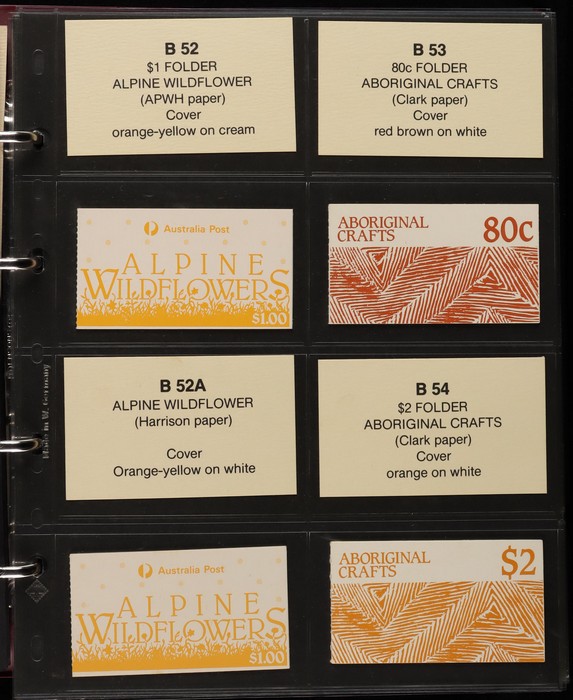 B 52
$1 FOLDER
ALPINE WILDFLOWER
(APWH paper)
Cover
orange-yellow on cream
B 53
80c FOLDER
ABORIGINAL CRAFTS
(Clark paper)
Cover
red brown on white
Australia Post
ALPINE
WILDFLOWERS
$1.00
ABORIGINAL
CRAFTS
80c
B 52A
ALPINE WILDFLOWER
(Harrison paper)
Cover
Orange-yellow on white
B 54
$2 FOLDER
ABORIGINAL CRAFTS
(Clark paper)
Cover
orange on white
Made in W. Germany
Australia Post
ALPINE
WILDFLOWERS
$1.00
ABORIGINAL
CRAFTS
$2